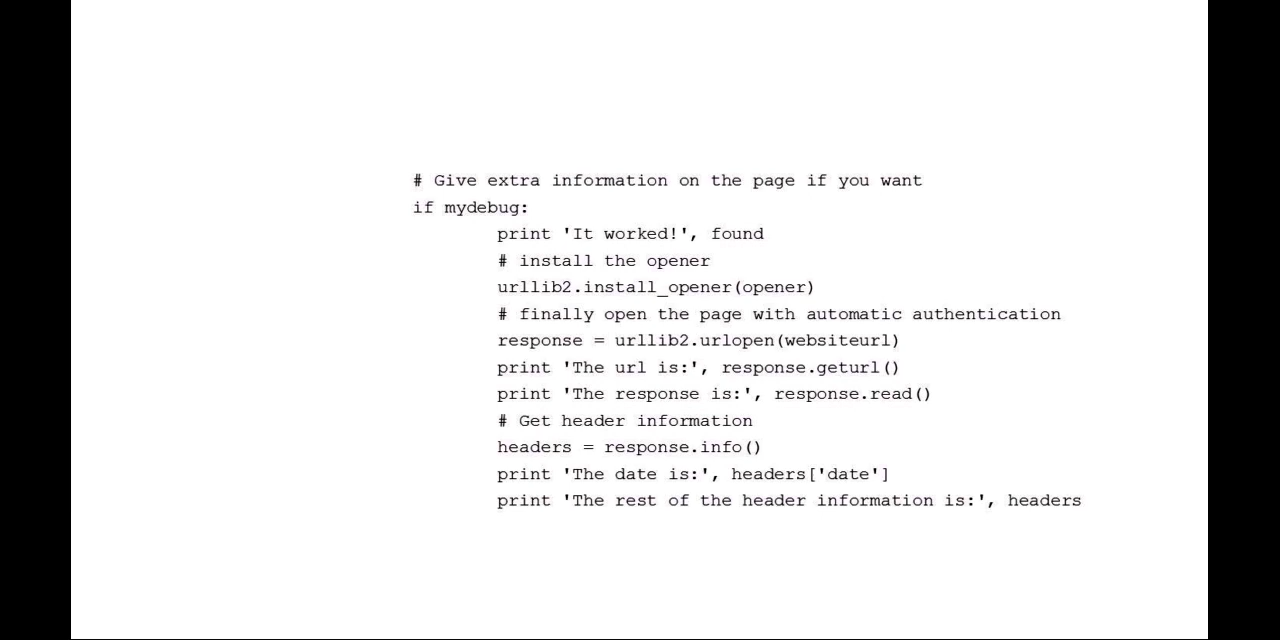 # Give extra information on the page if you want
if mydebug:
print 'It worked!', found
# install the opener
urllib2.install_opener(opener)
# finally open the page with automatic authentication
response = urllib2.urlopen(websiteurl)
print 'The url is:', response.geturl()
print 'The response is:', response.read()
# Get header information
headers = response.info()
print 'The date is:', headers['date']
print 'The rest of the header information is:', headers